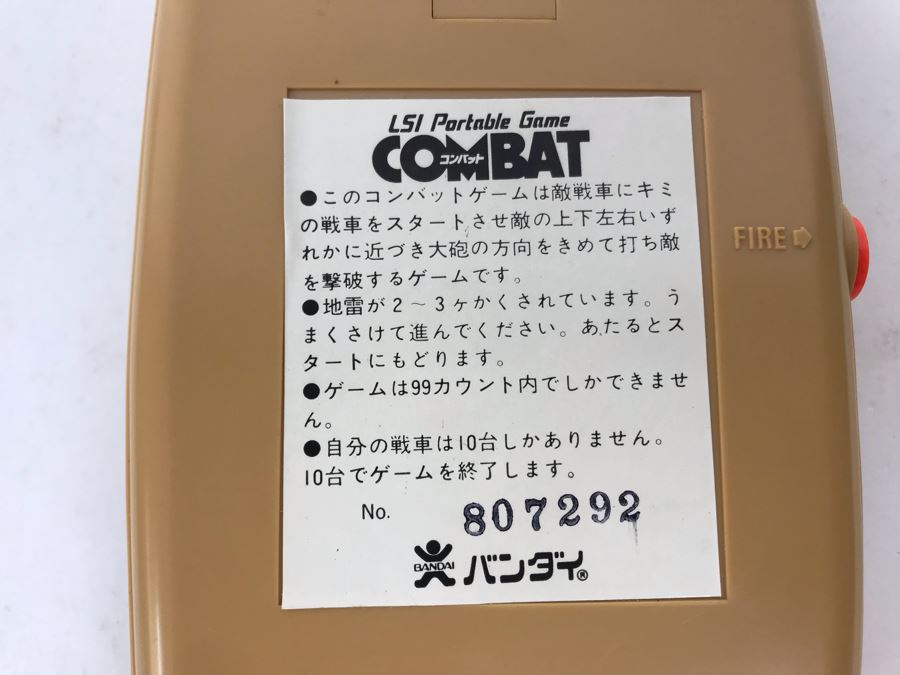 LSI Portable Game
COMBAT
コンバット
●このコンバットゲームは敵戦車にキミ
の戦車をスタートさせ敵の上下左右いず
れかに近づき大砲の方向をきめて打ち敵
を撃破するゲームです。
●地雷が2～3ヶかくされています。う
まくさけて進んでください。あたるとス
タートにもどります。
●ゲームは99カウント内でしかできませ
ん。
●自分の戦車は10台しかありません。
10台でゲームを終了します。
No. 807292
BANDAI バンダイ®
FIRE⇨